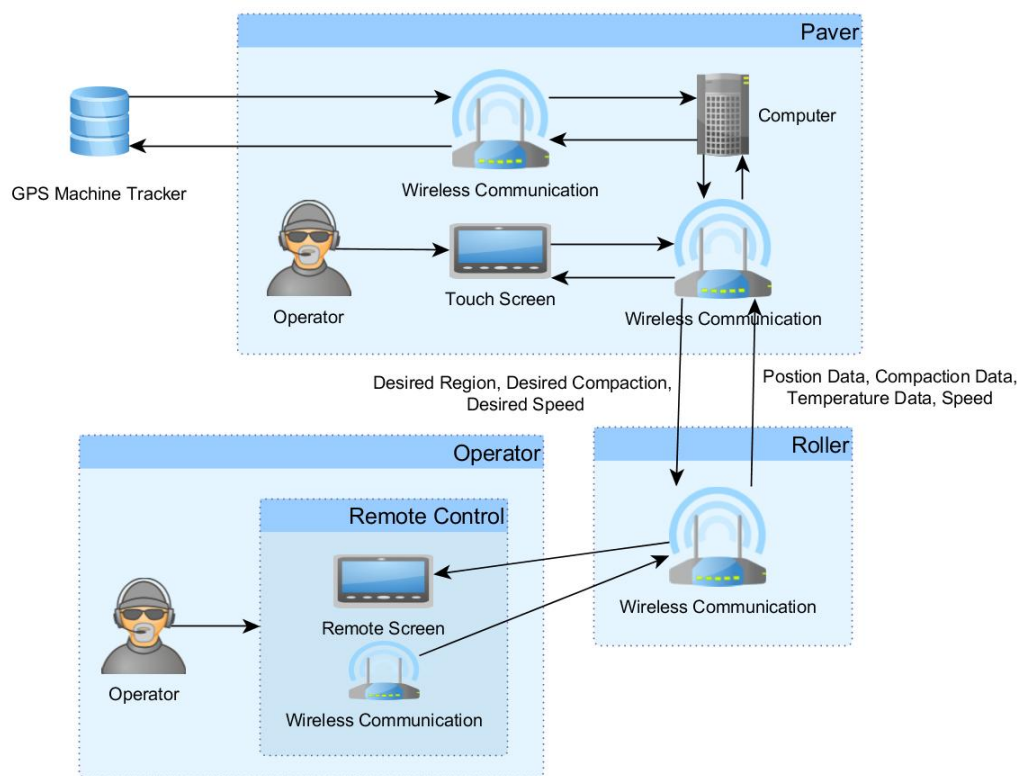 Paver
Computer
Wireless Communication
GPS Machine Tracker
Touch Screen
Operator
Wireless Communication
Desired Region, Desired Compaction,
Desired Speed
Postion Data, Compaction Data,
Temperature Data, Speed
Operator
Roller
Remote Control
Wireless Communication
Remote Screen
Operator
Wireless Communication